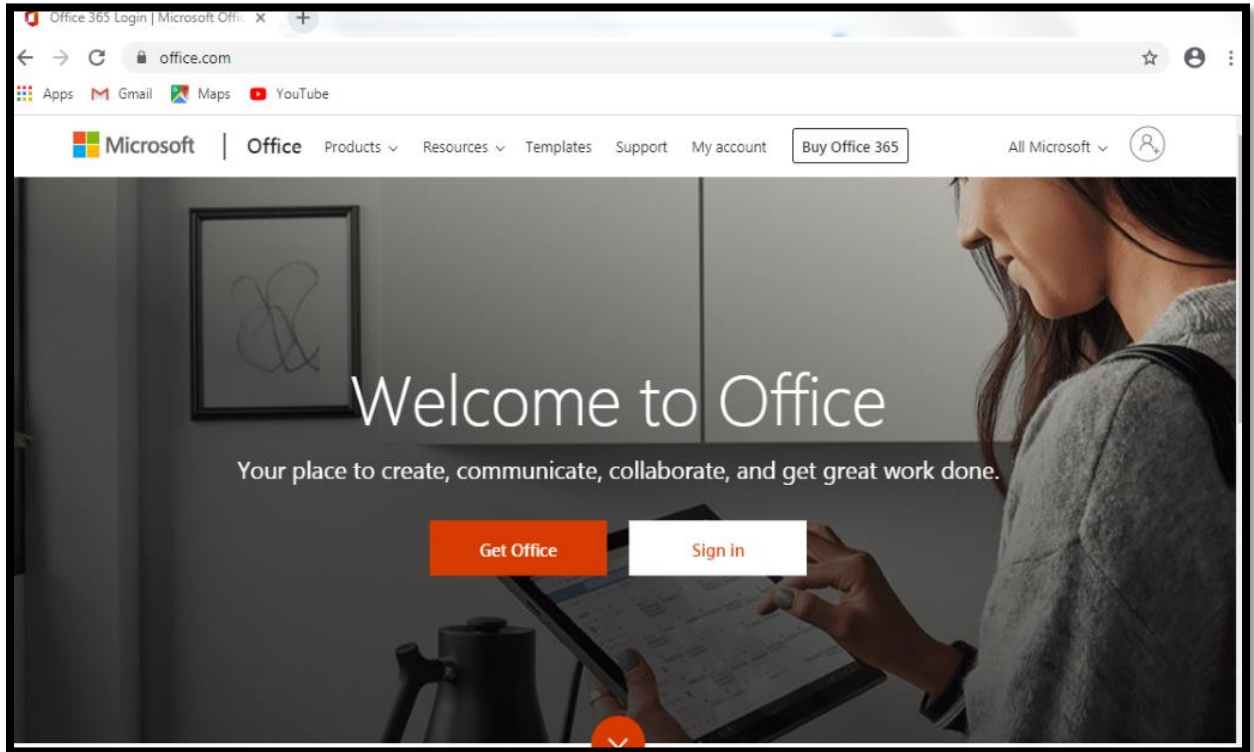 Office 365 Login | Microsoft Offic
office.com
Apps Gmail Maps YouTube
Microsoft | Office Products Resources Templates Support My account Buy Office 365 All Microsoft
Welcome to Office
Your place to create, communicate, collaborate, and get great work done.
Get Office Sign in